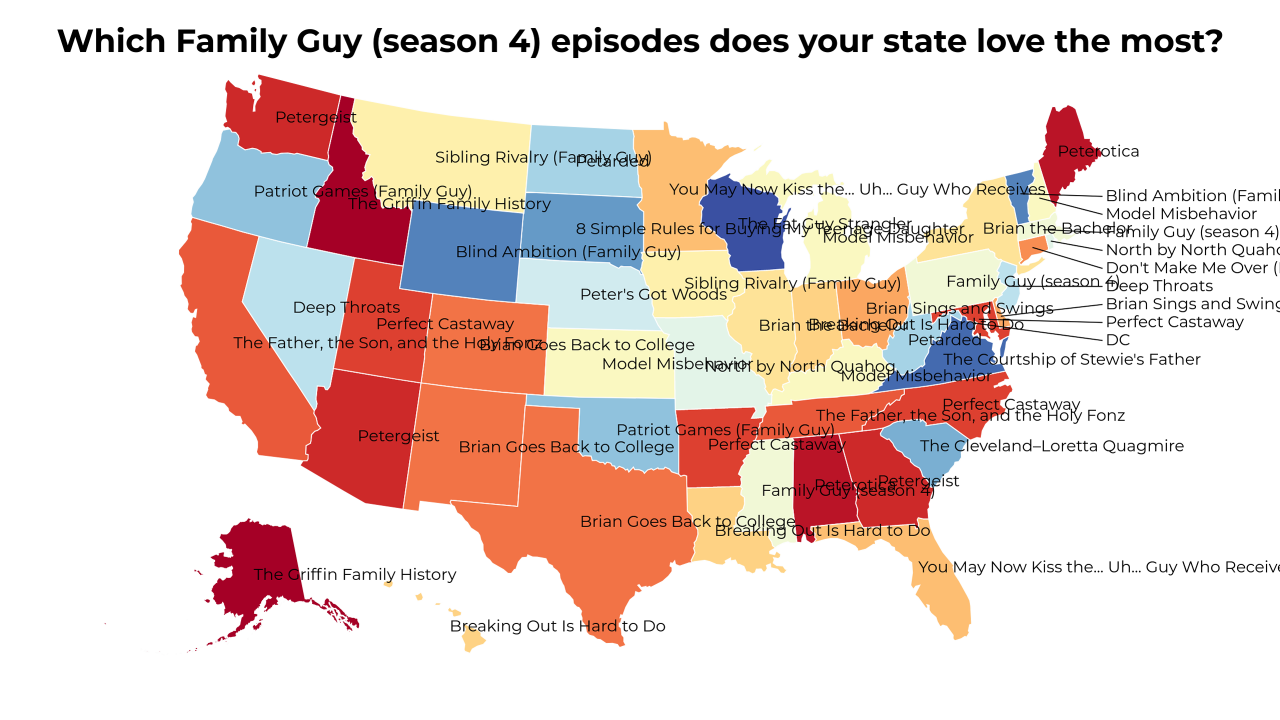 Which Family Guy (season 4) episodes does your state love the most?
Petergeist
Peterotica
Sibling Rivalry (Family Guy)
Petarded
Patriot Games (Family Guy)
The Griffin Family History
You May Now Kiss the... Uh... Guy Who Receives
Blind Ambition (Famil
Model Misbehavior
8 Simple Rules for Buying My Teenage Daughter
The Fat Guy Strangler
Model Misbehavior
Brian the Bachelor
Family Guy (season 4)
North by North Quaho
Blind Ambition (Family Guy)
Don't Make Me Over (
Peter's Got Woods
Sibling Rivalry (Family Guy)
Family Guy (season 4)
Deep Throats
Deep Throats
Brian Sings and Swings
Brian Sings and Swing
Perfect Castaway
The Father, the Son, and the Holy Fonz
Brian Goes Back to College
Brian the Bachelor
Breaking Out Is Hard to Do
Petarded
Perfect Castaway
DC
Model Misbehavior
North by North Quahog
Model Misbehavior
The Courtship of Stewie's Father
Perfect Castaway
The Father, the Son, and the Holy Fonz
Petergeist
Brian Goes Back to College
Patriot Games (Family Guy)
Perfect Castaway
The Cleveland–Loretta Quagmire
Peterotica
Petergeist
Family Guy (season 4)
Brian Goes Back to College
Breaking Out Is Hard to Do
You May Now Kiss the... Uh... Guy Who Receive
The Griffin Family History
Breaking Out Is Hard to Do